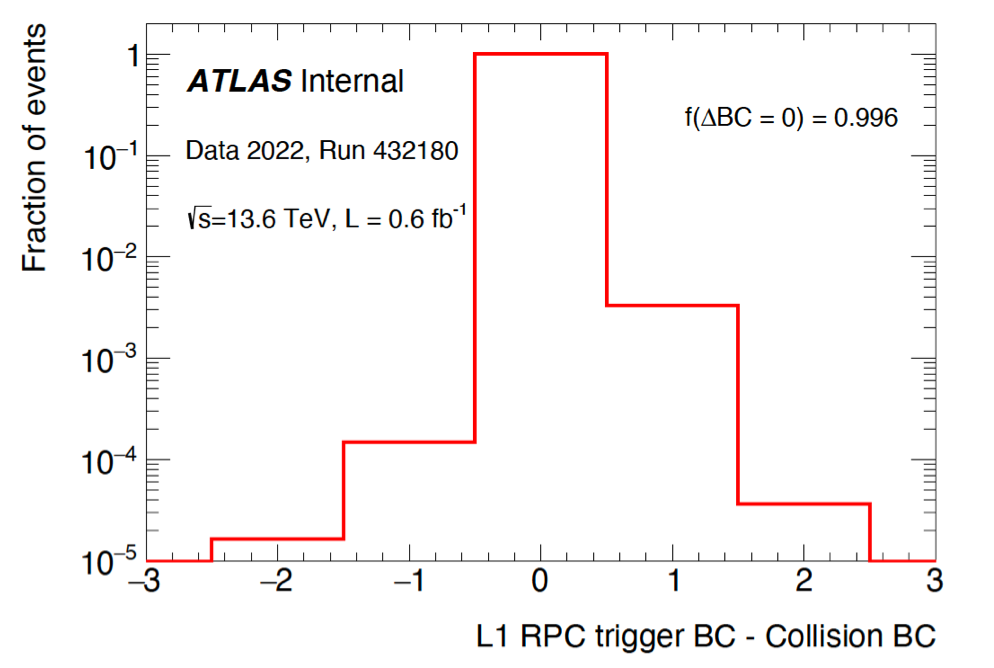 Fraction of events
ATLAS Internal
f(ΔBC = 0) = 0.996
Data 2022, Run 432180
√s=13.6 TeV, L = 0.6 fb⁻¹
1
10⁻¹
10⁻²
10⁻³
10⁻⁴
10⁻⁵
−3 −2 −1 0 1 2 3
L1 RPC trigger BC - Collision BC